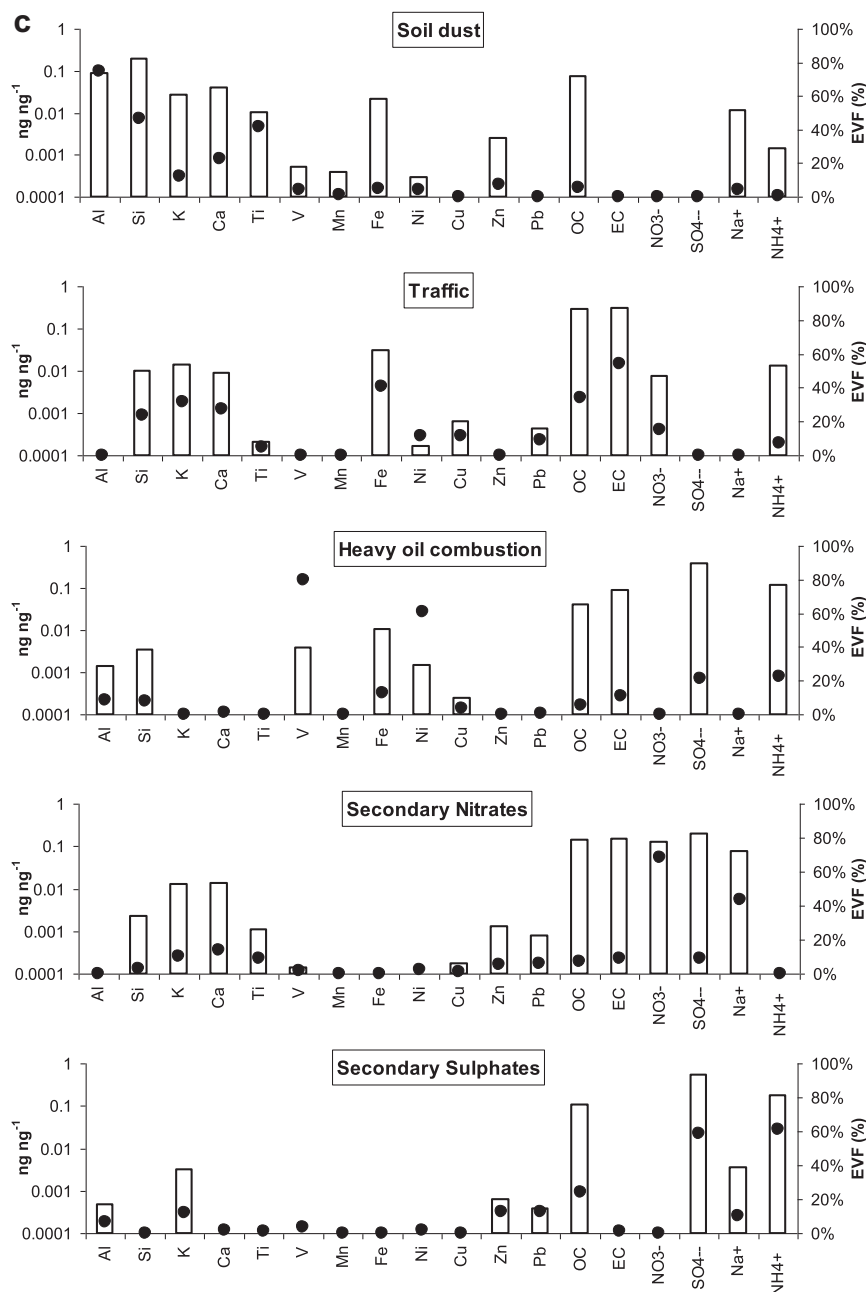 C
Soil dust
1 100%
0.1 80%
0.01 60%
0.001 40%
0.0001 20%
0%
ng ng-1
EVF (%)
Al Si K Ca Ti V Mn Fe Ni Cu Zn Pb OC EC NO3- SO4-- Na+ NH4+
Traffic
1 100%
0.1 80%
0.01 60%
0.001 40%
0.0001 20%
0%
ng ng-1
EVF (%)
Al Si K Ca Ti V Mn Fe Ni Cu Zn Pb OC EC NO3- SO4-- Na+ NH4+
Heavy oil combustion
1 100%
0.1 80%
0.01 60%
0.001 40%
0.0001 20%
0%
ng ng-1
EVF (%)
Al Si K Ca Ti V Mn Fe Ni Cu Zn Pb OC EC NO3- SO4-- Na+ NH4+
Secondary Nitrates
1 100%
0.1 80%
0.01 60%
0.001 40%
0.0001 20%
0%
ng ng-1
EVF (%)
Al Si K Ca Ti V Mn Fe Ni Cu Zn Pb OC EC NO3- SO4-- Na+ NH4+
Secondary Sulphates
1 100%
0.1 80%
0.01 60%
0.001 40%
0.0001 20%
0%
ng ng-1
EVF (%)
Al Si K Ca Ti V Mn Fe Ni Cu Zn Pb OC EC NO3- SO4-- Na+ NH4+